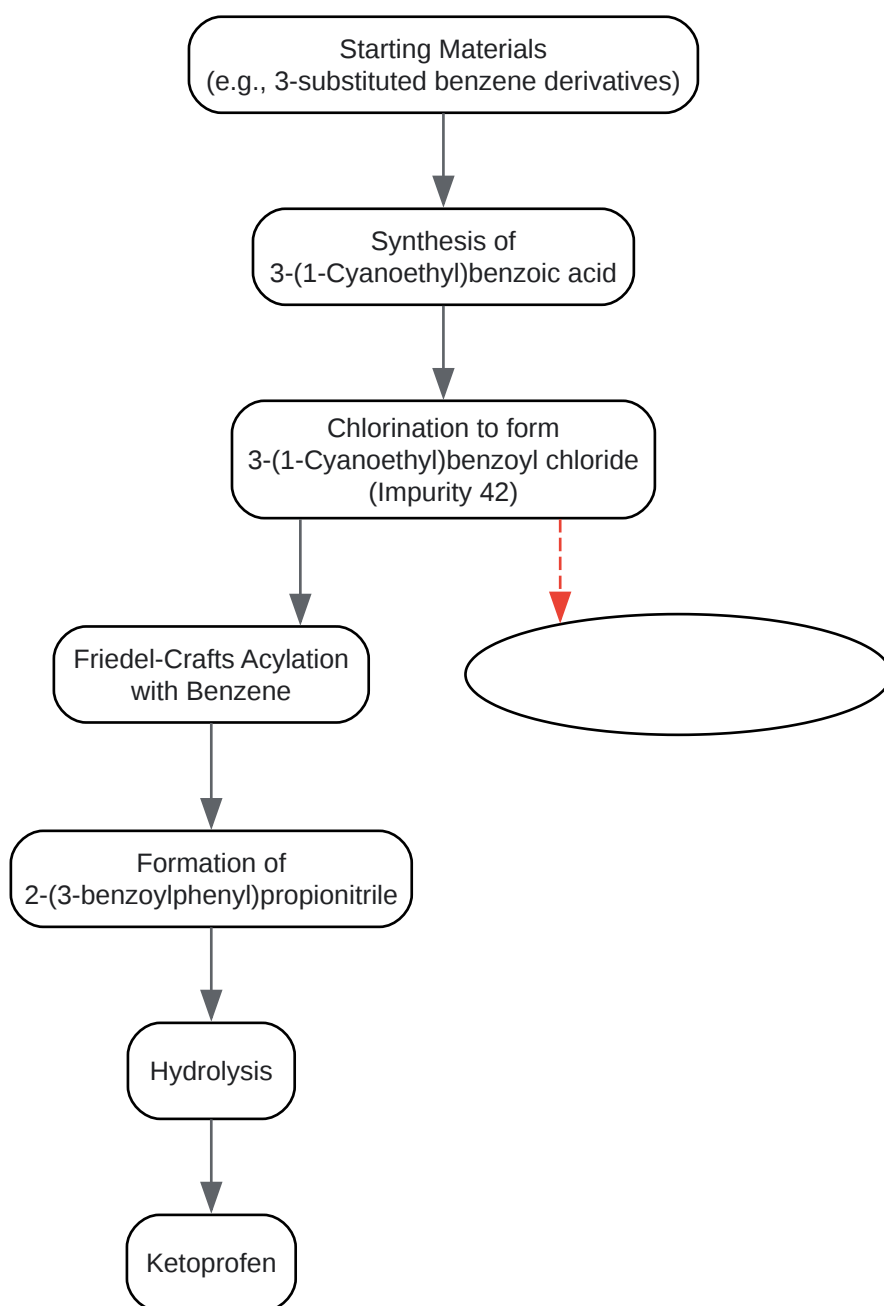 Starting Materials
(e.g., 3-substituted benzene derivatives)
Synthesis of
3-(1-Cyanoethyl)benzoic acid
Chlorination to form
3-(1-Cyanoethyl)benzoyl chloride
(Impurity 42)
Friedel-Crafts Acylation
with Benzene
Formation of
2-(3-benzoylphenyl)propionitrile
Hydrolysis
Ketoprofen